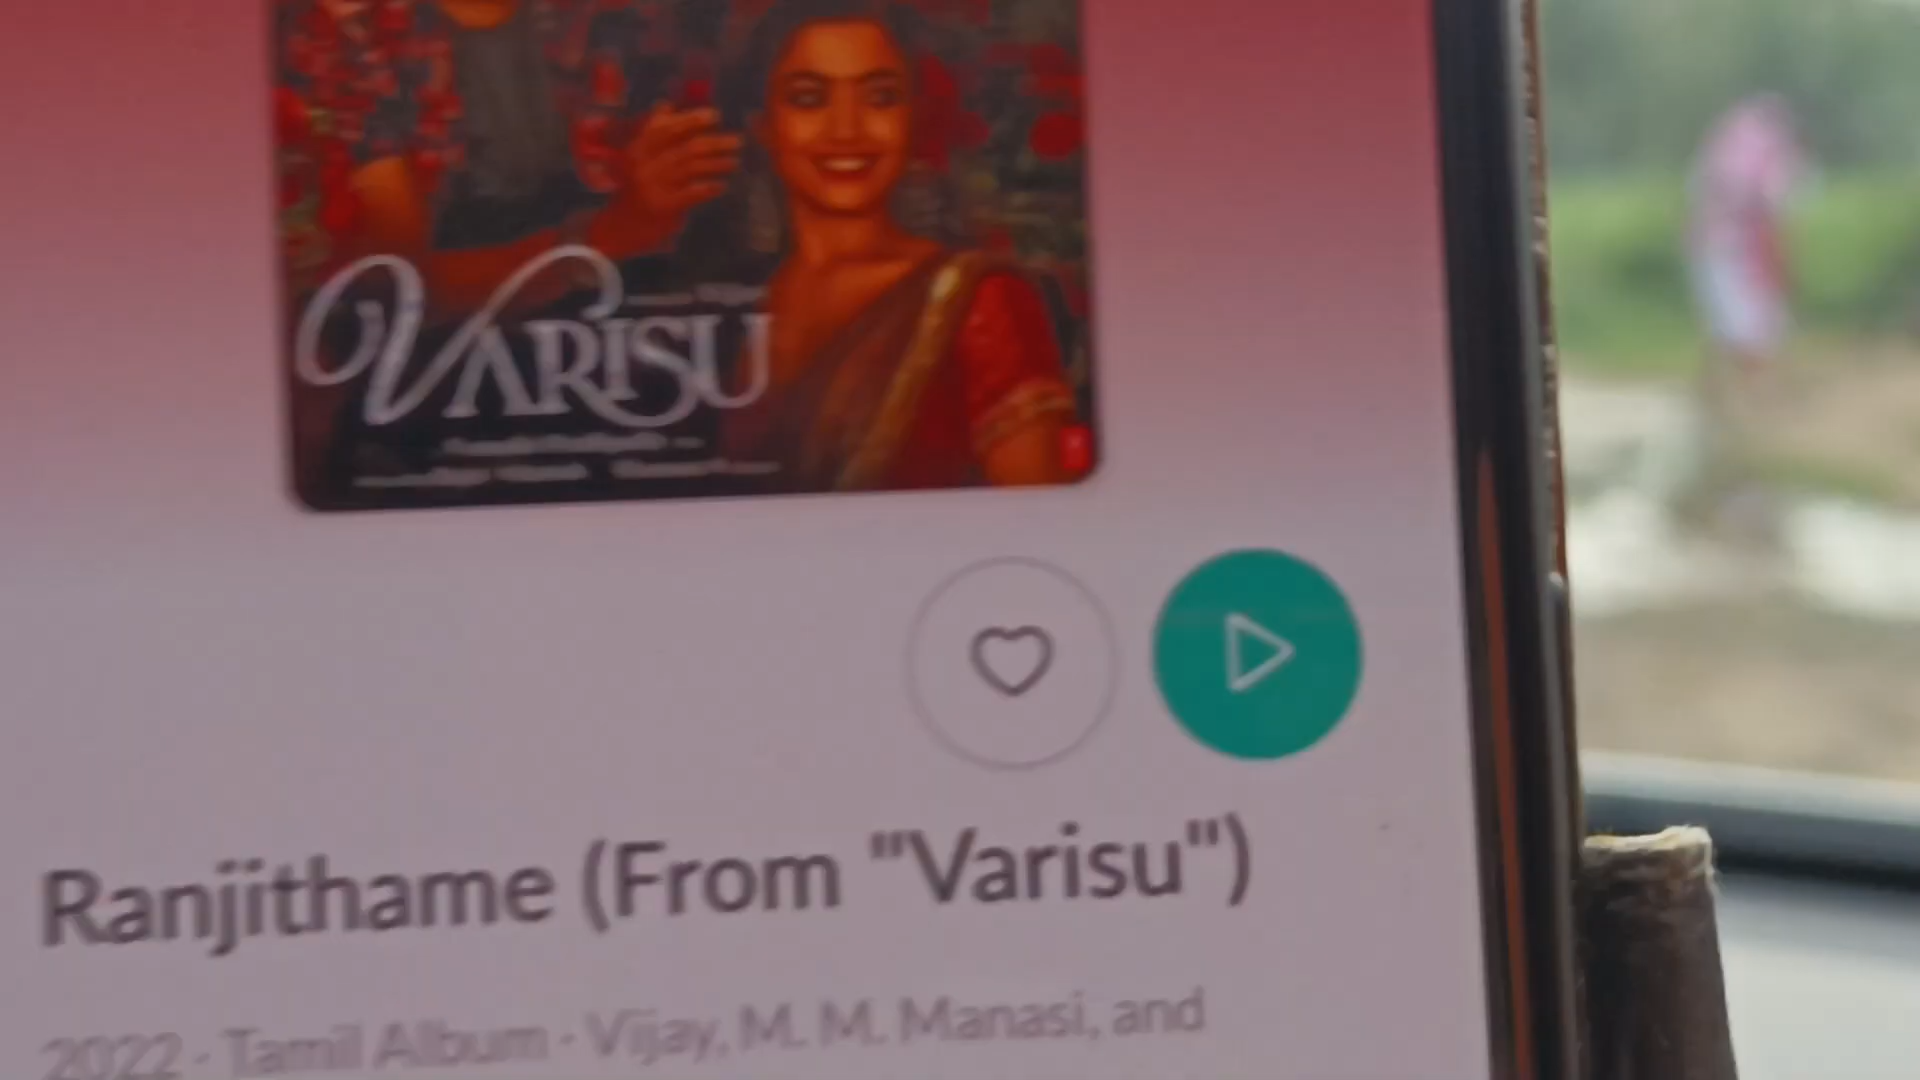 VARISU
Ranjithame (From "Varisu")
2022 · Tamil Album · Vijay, M. M. Manasi, and